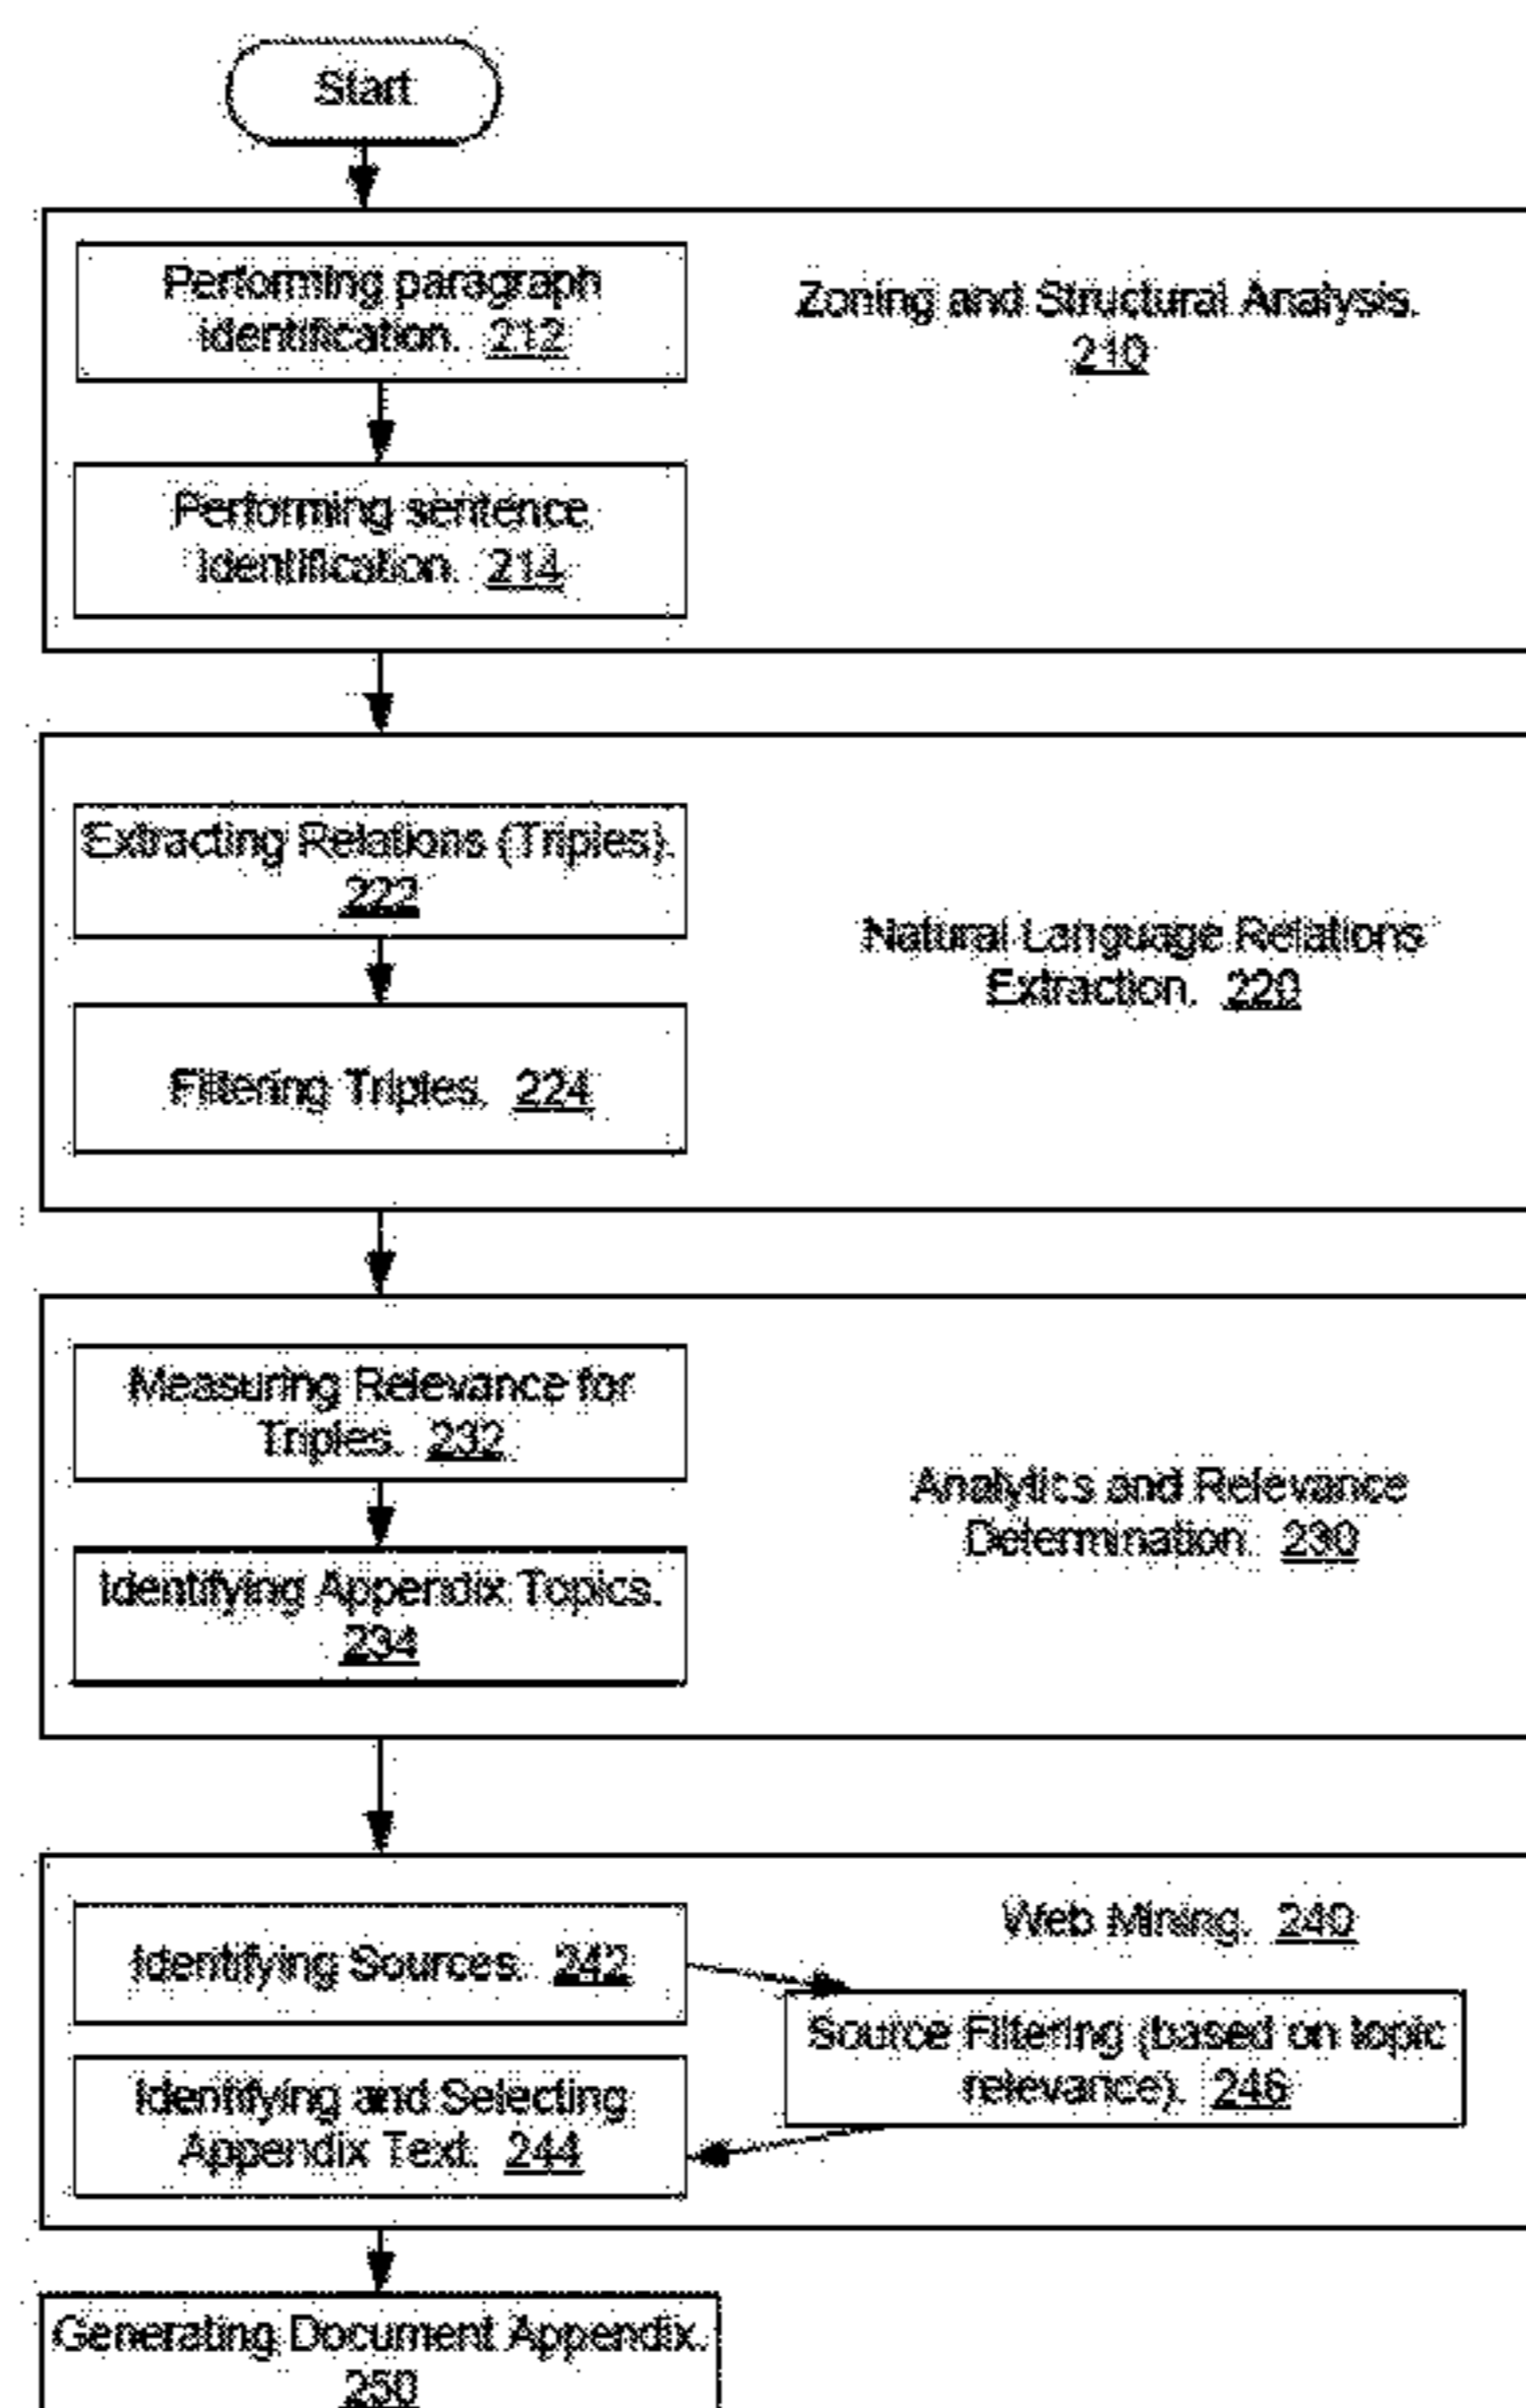 Start
Performing paragraph
identification. 212
Zoning and Structural Analysis.
210
Performing sentence
identification. 214
Extracting Relations (Triples).
222
Natural Language Relations
Extraction. 220
Filtering Triples. 224
Measuring Relevance for
Triples. 232
Analytics and Relevance
Determination. 230
Identifying Appendix Topics.
234
Web Mining. 240
Identifying Sources. 242
Source Filtering (based on topic
relevance). 246
Identifying and Selecting
Appendix Text. 244
Generating Document Appendix.
250